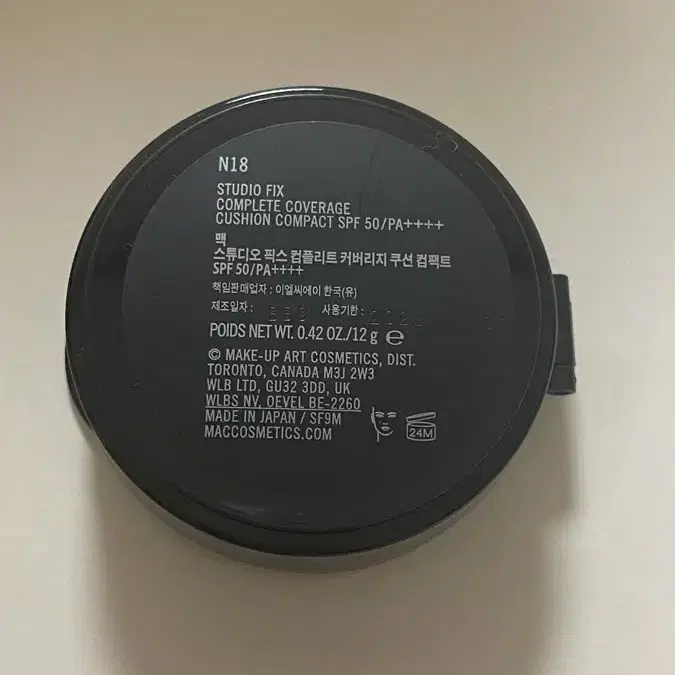 N18
STUDIO FIX
COMPLETE COVERAGE
CUSHION COMPACT SPF 50/PA++++
맥
스튜디오 픽스 컴플리트 커버리지 쿠션 컴팩트
SPF 50/PA++++
책임판매업자 : 이엘씨에이 한국(유)
제조일자 : 사용기한 :
POIDS NET WT. 0.42 OZ./12 g ℮
© MAKE-UP ART COSMETICS, DIST.
TORONTO, CANADA M3J 2W3
WLB LTD, GU32 3DD, UK
WLBS NV. OEVEL BE-2260
MADE IN JAPAN / SF9M
MACCOSMETICS.COM
24M